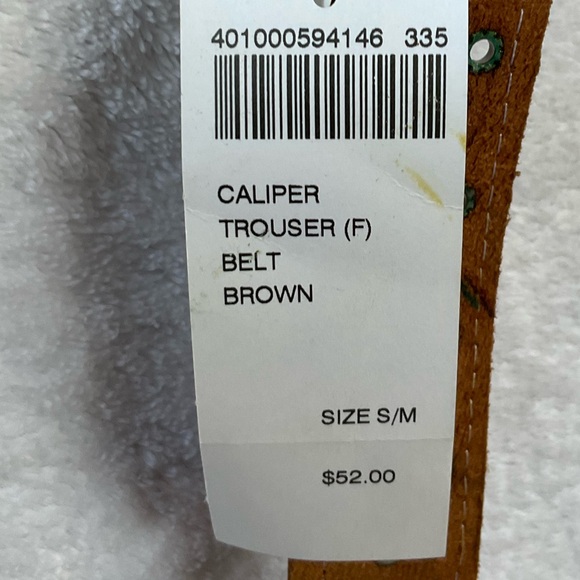 401000594146 335
CALIPER
TROUSER (F)
BELT
BROWN
SIZE S/M
$52.00